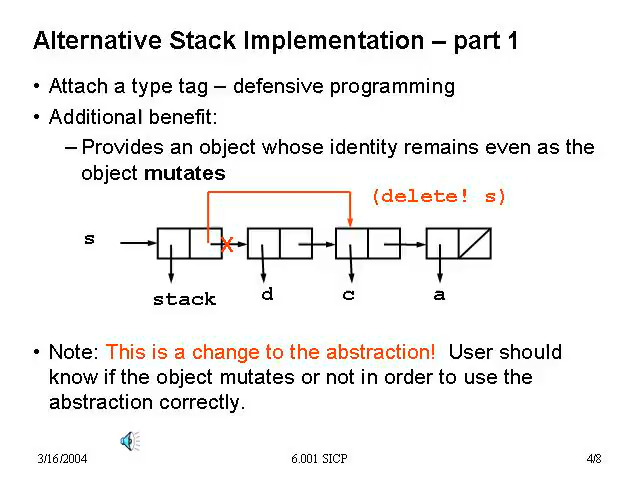 Alternative Stack Implementation – part 1
• Attach a type tag – defensive programming
• Additional benefit:
– Provides an object whose identity remains even as the
object mutates
(delete! s)
s
X
stack d c a
• Note: This is a change to the abstraction! User should
know if the object mutates or not in order to use the
abstraction correctly.
3/16/2004 6.001 SICP 4/8